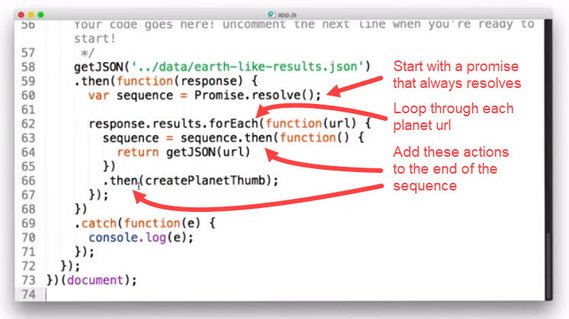 app.js
56 Your code goes here! Uncomment the next line when you're ready to
start!
57 */
58 getJSON('../data/earth-like-results.json')
59 .then(function(response) {
60 var sequence = Promise.resolve();
61
62 response.results.forEach(function(url) {
63 sequence = sequence.then(function() {
64 return getJSON(url)
65 })
66 .then(createPlanetThumb);
67 });
68 })
69 .catch(function(e) {
70 console.log(e);
71 });
72 });
73 })(document);
74
Start with a promise
that always resolves
Loop through each
planet url
Add these actions
to the end of the
sequence